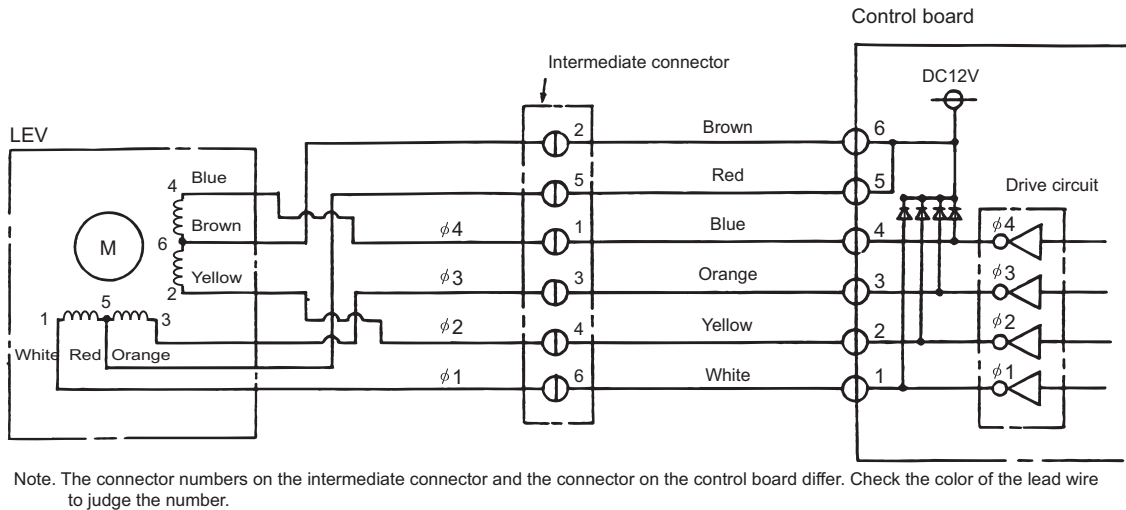 Control board
Intermediate connector
DC12V
LEV
2 Brown 6
5 Red 5
Drive circuit
4 Blue
ϕ4 1 Blue 4 ϕ4
Brown
6
M
Yellow
2
ϕ3 3 Orange 3 ϕ3
5
1 3
ϕ2 4 Yellow 2 ϕ2
White Red Orange
ϕ1 6 White 1 ϕ1
Note. The connector numbers on the intermediate connector and the connector on the control board differ. Check the color of the lead wire
to judge the number.